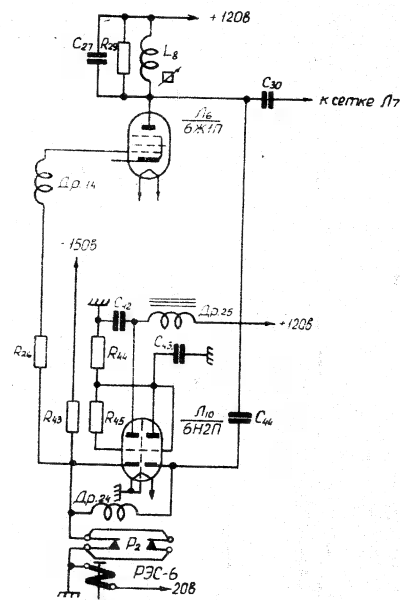 +120В
C27
R29
L8
C30
к сетке Л7
Л6
6Ж1П
Др.14
-150В
C42
Др.25
+120В
R44
C43
R43
R45
Л10
6Н2П
C44
Др.24
P2
РЭС-6
20В